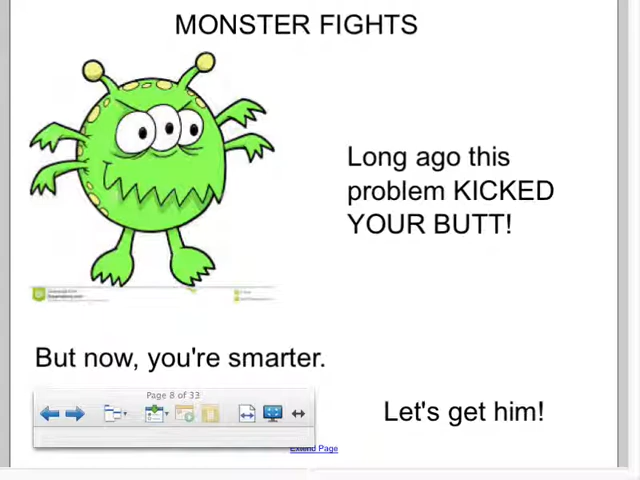 MONSTER FIGHTS
Long ago this
problem KICKED
YOUR BUTT!
But now, you're smarter.
Page 8 of 33
Let's get him!
Extend Page